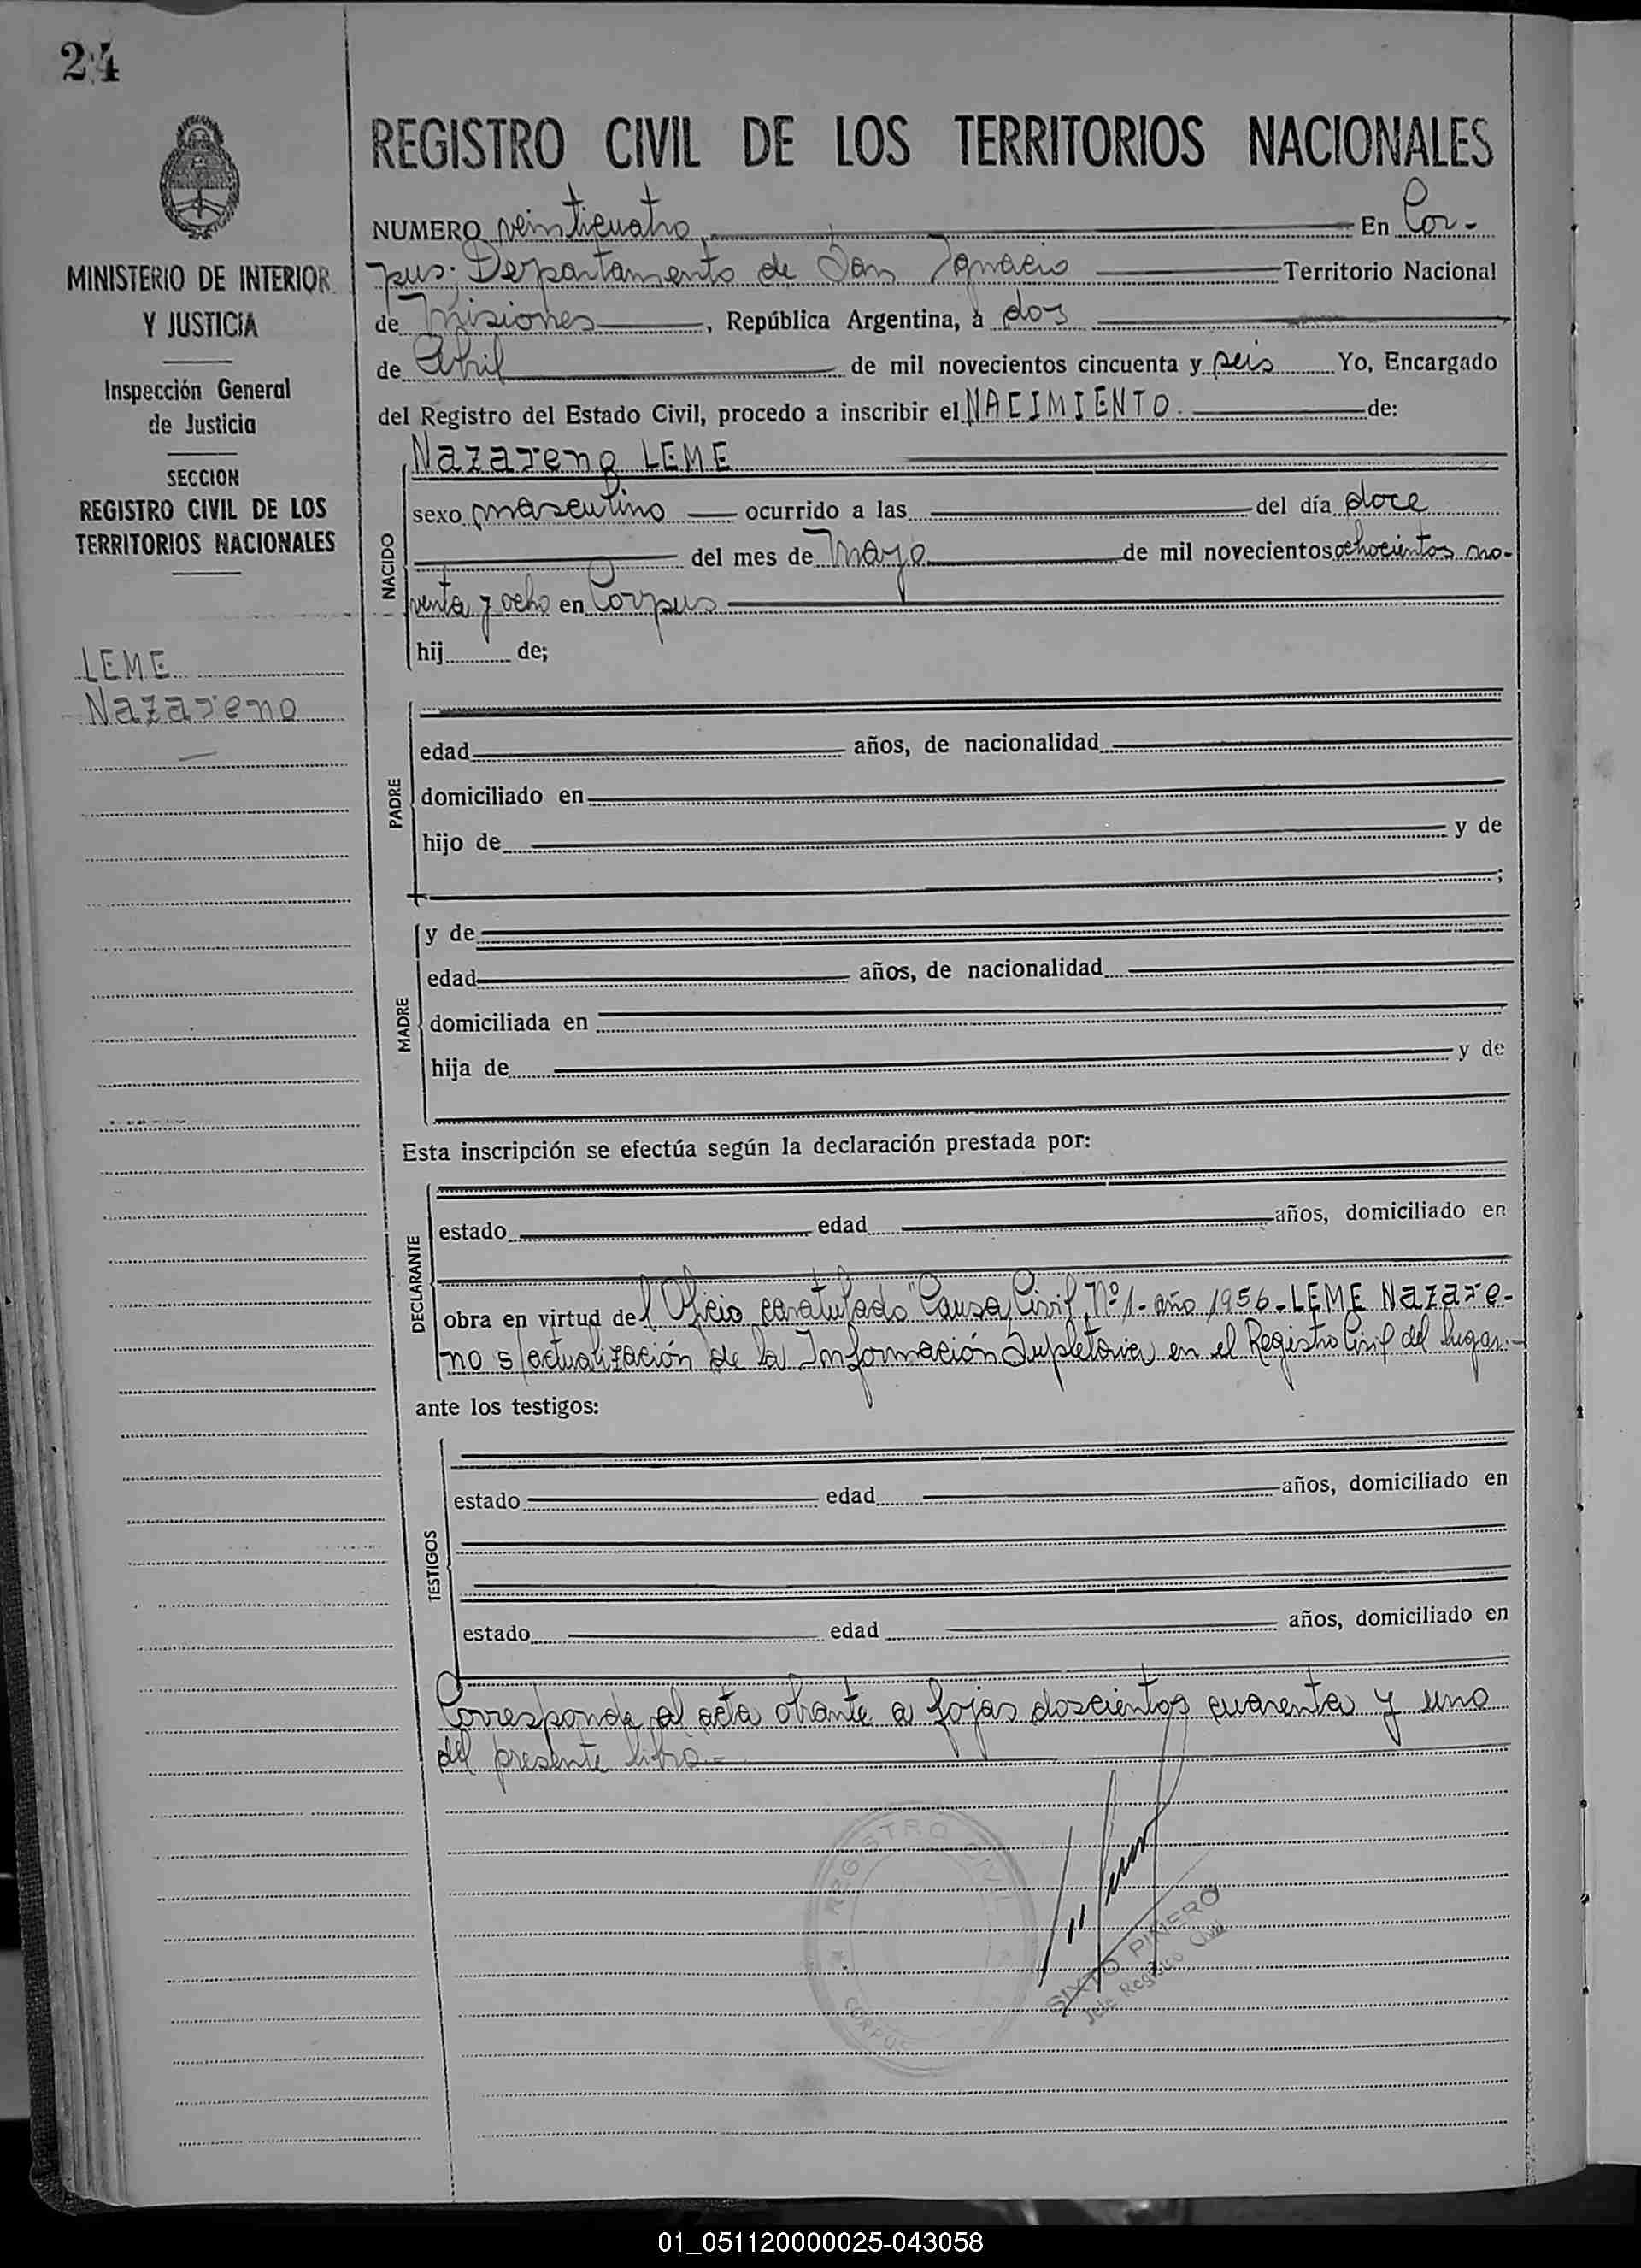 24
MINISTERIO DE INTERIOR
Y JUSTICIA
Inspección General
de Justicia
SECCION
REGISTRO CIVIL DE LOS
TERRITORIOS NACIONALES
LEME
Nazareno
REGISTRO CIVIL DE LOS TERRITORIOS NACIONALES
NUMERO veinticuatro, En Cor-
pus; Departamento de San Ignacio Territorio Nacional
de Misiones, República Argentina, a dos
de Abril de mil novecientos cincuenta y seis Yo, Encargado
del Registro del Estado Civil, procedo a inscribir el NACIMIENTO. de:
NACIDO
Nazareno LEME
sexo masculino ocurrido a las del día doce
del mes de Mayo de mil novecientos ochocientos no-
venta y ocho en Corpus
hij de;
PADRE
edad años, de nacionalidad
domiciliado en
hijo de y de
;
MADRE
y de
edad años, de nacionalidad
domiciliada en
hija de y de
Esta inscripción se efectúa según la declaración prestada por:
DECLARANTE
estado edad años, domiciliado en
obra en virtud del Oficio caratulado "Causa Civil Nº 1- año 1956-LEME Nazare-
no s/actualización de la Información Supletoria en el Registro Civil del lugar.-
ante los testigos:
TESTIGOS
estado edad años, domiciliado en
estado edad años, domiciliado en
Corresponde al acta obrante a fojas doscientos cuarenta y uno
del presente libro.-
REGISTRO CIVIL
CORPUS
SIXTO PIÑERO
Jefe Registro Civil
01_051120000025-043058